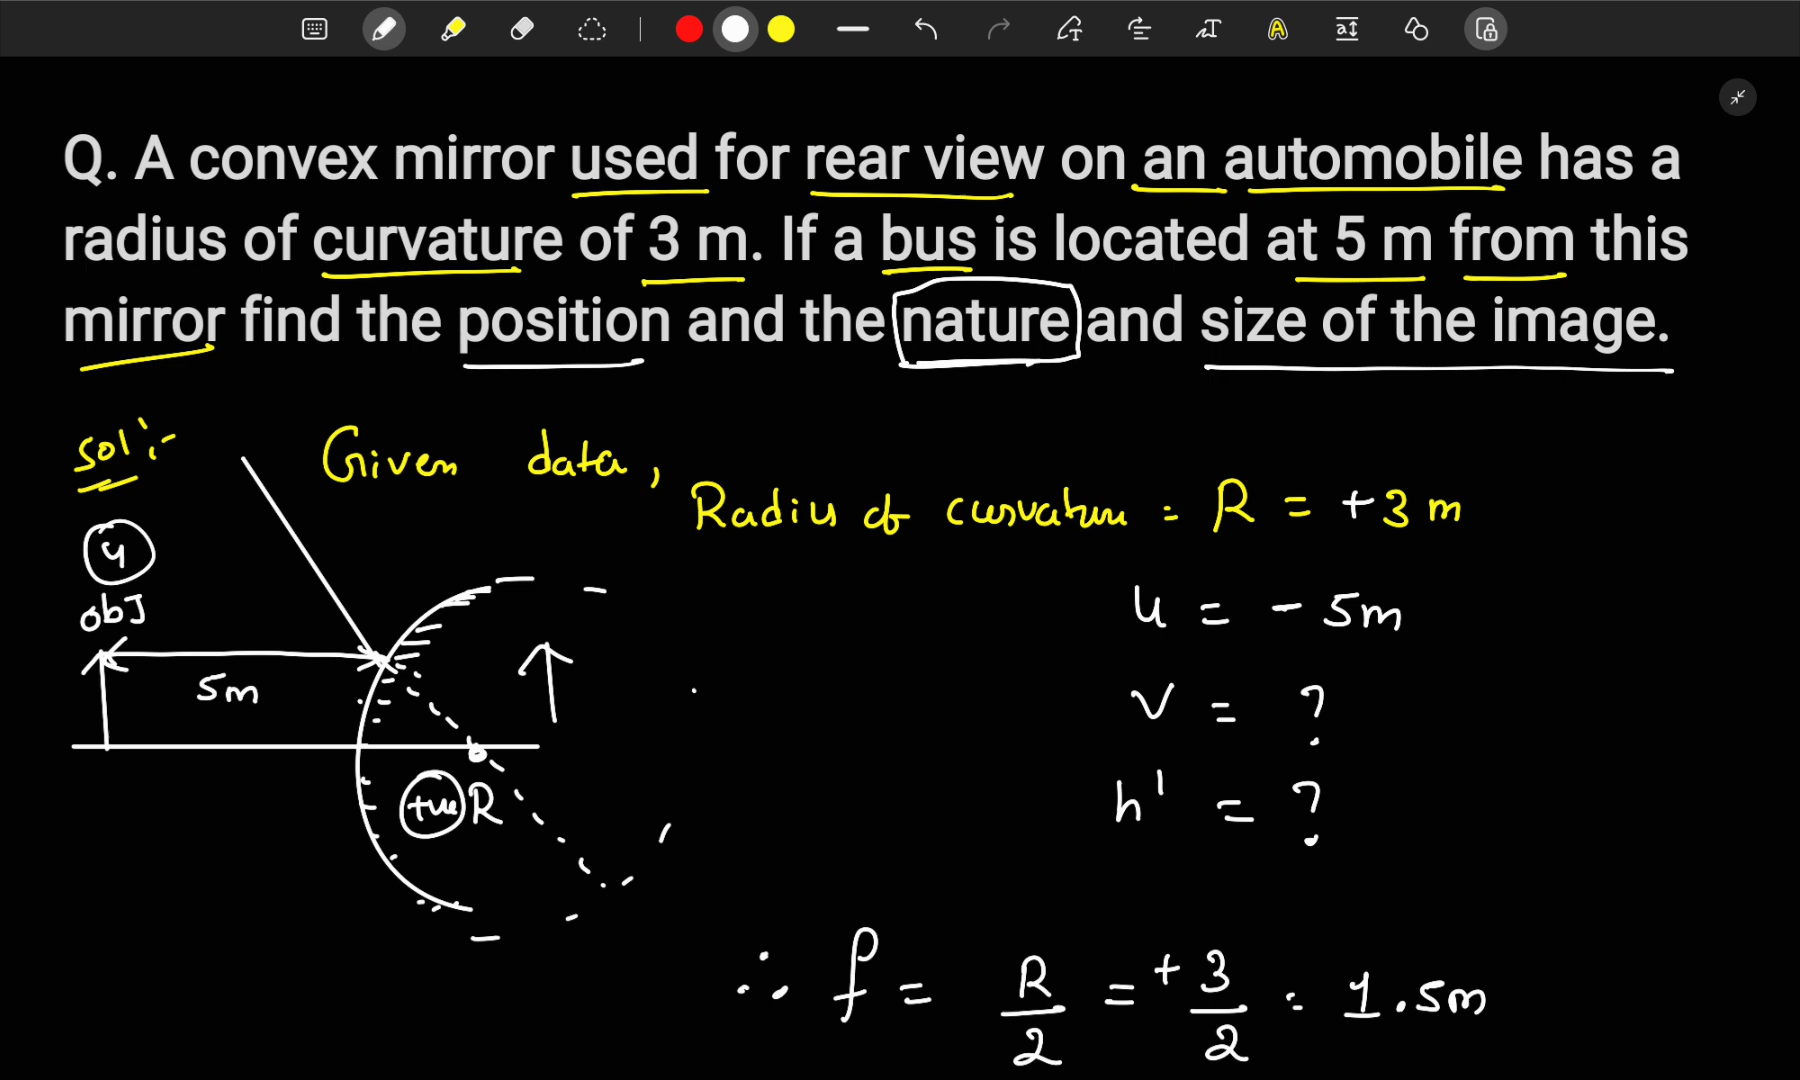 Q. A convex mirror used for rear view on an automobile has a
radius of curvature of 3 m. If a bus is located at 5 m from this
mirror find the position and the nature and size of the image.
Sol':-
Given data,
Radius of curvature = R = +3 m
u
obj
5m
+ve R
u = - 5m
v = ?
h' = ?
∴ f = R/2 = +3/2 = 1.5m